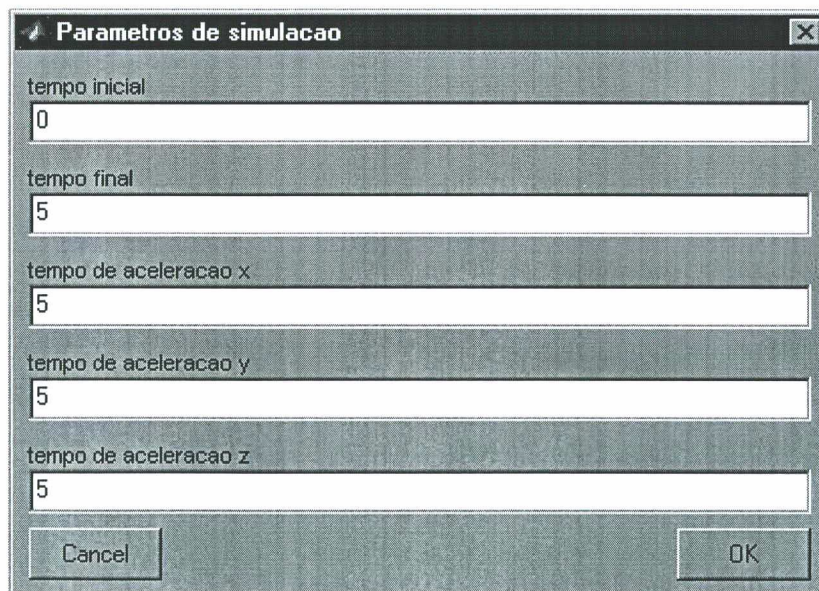 Parametros de simulacao
tempo inicial
0
tempo final
5
tempo de aceleracao x
5
tempo de aceleracao y
5
tempo de aceleracao z
5
Cancel OK